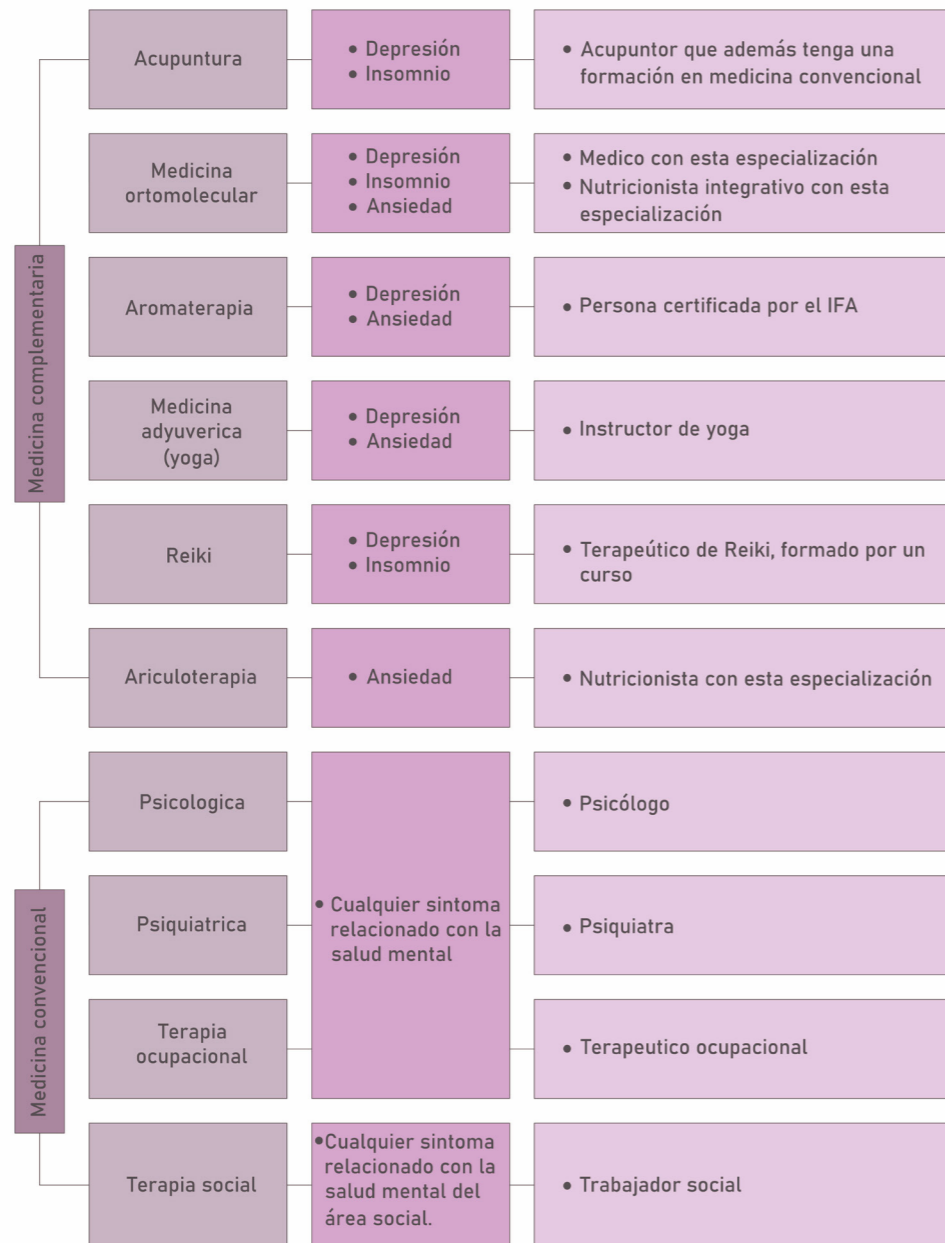 Medicina complementaria
Acupuntura
• Depresión
• Insomnio
• Acupuntor que además tenga una
formación en medicina convencional
Medicina
ortomolecular
• Depresión
• Insomnio
• Ansiedad
• Medico con esta especialización
• Nutricionista integrativo con esta
especialización
Aromaterapia
• Depresión
• Ansiedad
• Persona certificada por el IFA
Medicina
adyuverica
(yoga)
• Depresión
• Ansiedad
• Instructor de yoga
Reiki
• Depresión
• Insomnio
• Terapeútico de Reiki, formado por un
curso
Ariculoterapia
• Ansiedad
• Nutricionista con esta especialización
Medicina convencional
Psicologica
• Psicólogo
Psiquiatrica
• Cualquier sintoma
relacionado con la
salud mental
• Psiquiatra
Terapia
ocupacional
• Terapeutico ocupacional
Terapia social
•Cualquier sintoma
relacionado con la
salud mental del
área social.
• Trabajador social